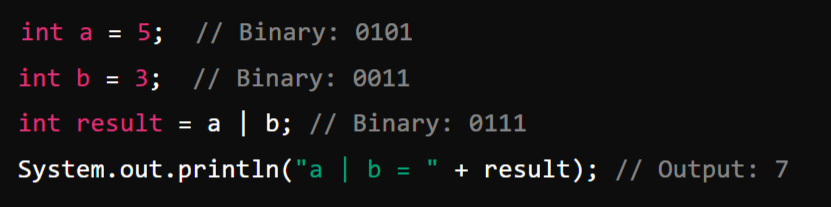 int a = 5;  // Binary: 0101
int b = 3;  // Binary: 0011
int result = a | b; // Binary: 0111
System.out.println("a | b = " + result); // Output: 7